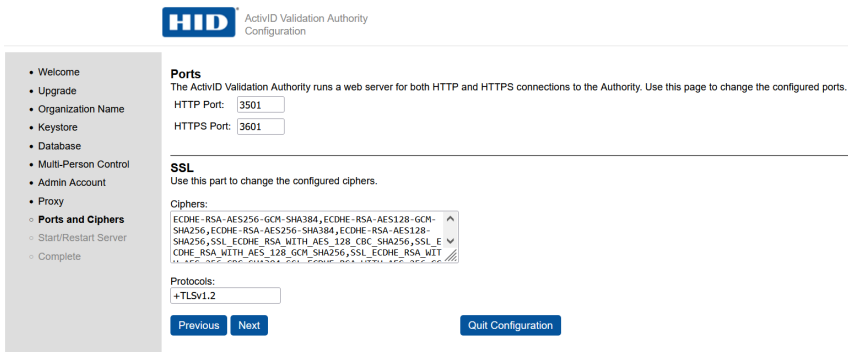 HID
ActivID Validation Authority
Configuration
Welcome
Upgrade
Organization Name
Keystore
Database
Multi-Person Control
Admin Account
Proxy
Ports and Ciphers
Start/Restart Server
Complete
Ports
The ActivID Validation Authority runs a web server for both HTTP and HTTPS connections to the Authority. Use this page to change the configured ports.
HTTP Port: 3501
HTTPS Port: 3601
SSL
Use this part to change the configured ciphers.
Ciphers:
ECDHE-RSA-AES256-GCM-SHA384,ECDHE-RSA-AES128-GCM-
SHA256,ECDHE-RSA-AES256-SHA384,ECDHE-RSA-AES128-
SHA256,SSL_ECDHE_RSA_WITH_AES_128_CBC_SHA256,SSL_E
CDHE_RSA_WITH_AES_128_GCM_SHA256,SSL_ECDHE_RSA_WIT
Protocols:
+TLSv1.2
Previous
Next
Quit Configuration